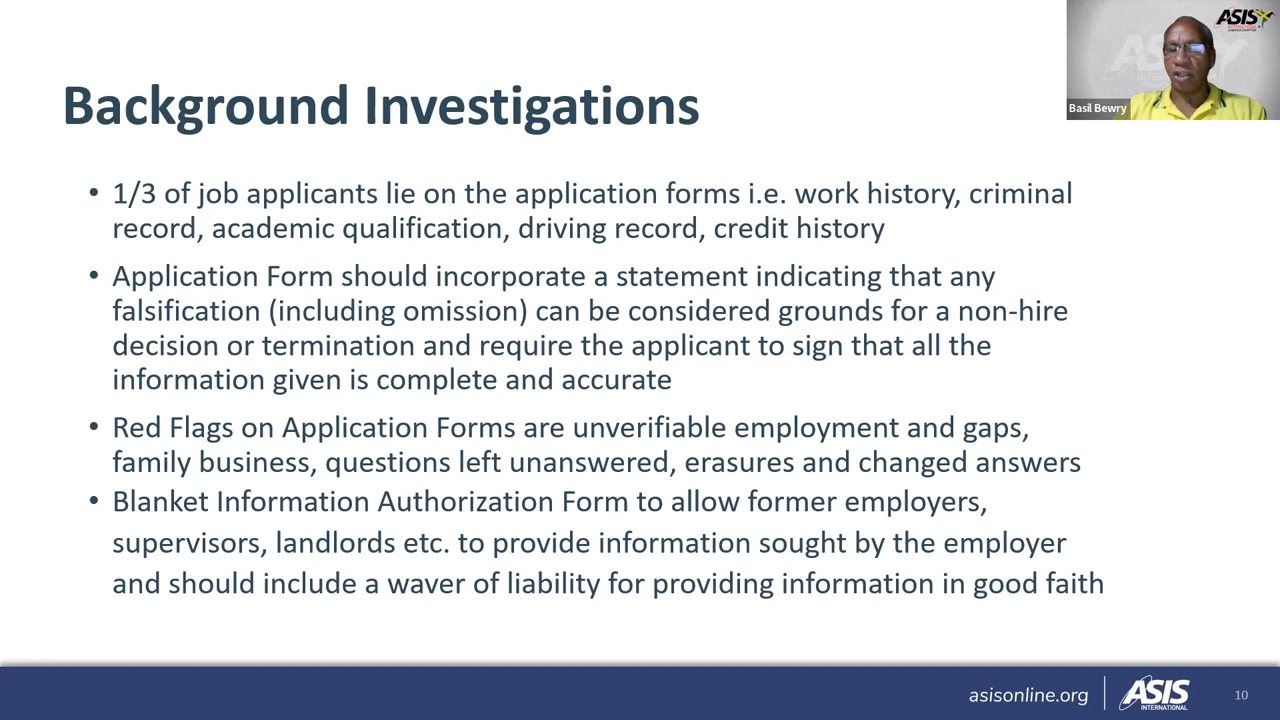 ASIS
INTERNATIONAL
Basil Bewry
Background Investigations
• 1/3 of job applicants lie on the application forms i.e. work history, criminal
record, academic qualification, driving record, credit history
• Application Form should incorporate a statement indicating that any
falsification (including omission) can be considered grounds for a non-hire
decision or termination and require the applicant to sign that all the
information given is complete and accurate
• Red Flags on Application Forms are unverifiable employment and gaps,
family business, questions left unanswered, erasures and changed answers
• Blanket Information Authorization Form to allow former employers,
supervisors, landlords etc. to provide information sought by the employer
and should include a waver of liability for providing information in good faith
asisonline.org
ASIS
INTERNATIONAL
10